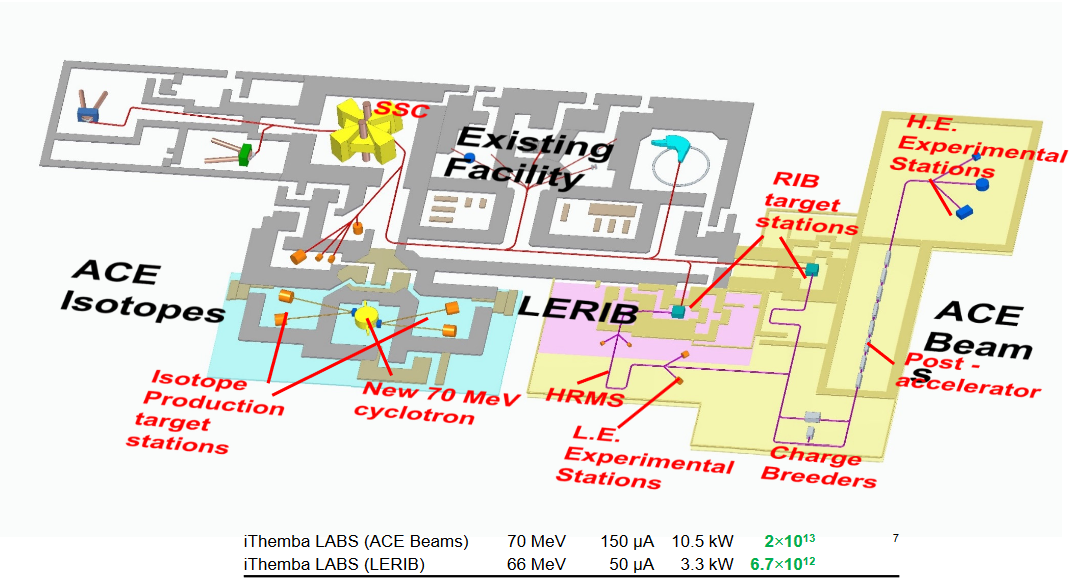 SSC
Existing
Facility
H.E.
Experimental
Stations
RIB
target
stations
ACE
Isotopes
LERIB
ACE
Beam
s
Post -
accelerator
Isotope
Production
target
stations
New 70 MeV
cyclotron
HRMS
L.E.
Experimental
Stations
Charge
Breeders
iThemba LABS (ACE Beams) 70 MeV 150 µA 10.5 kW 2×10¹³ 7
iThemba LABS (LERIB) 66 MeV 50 µA 3.3 kW 6.7×10¹²